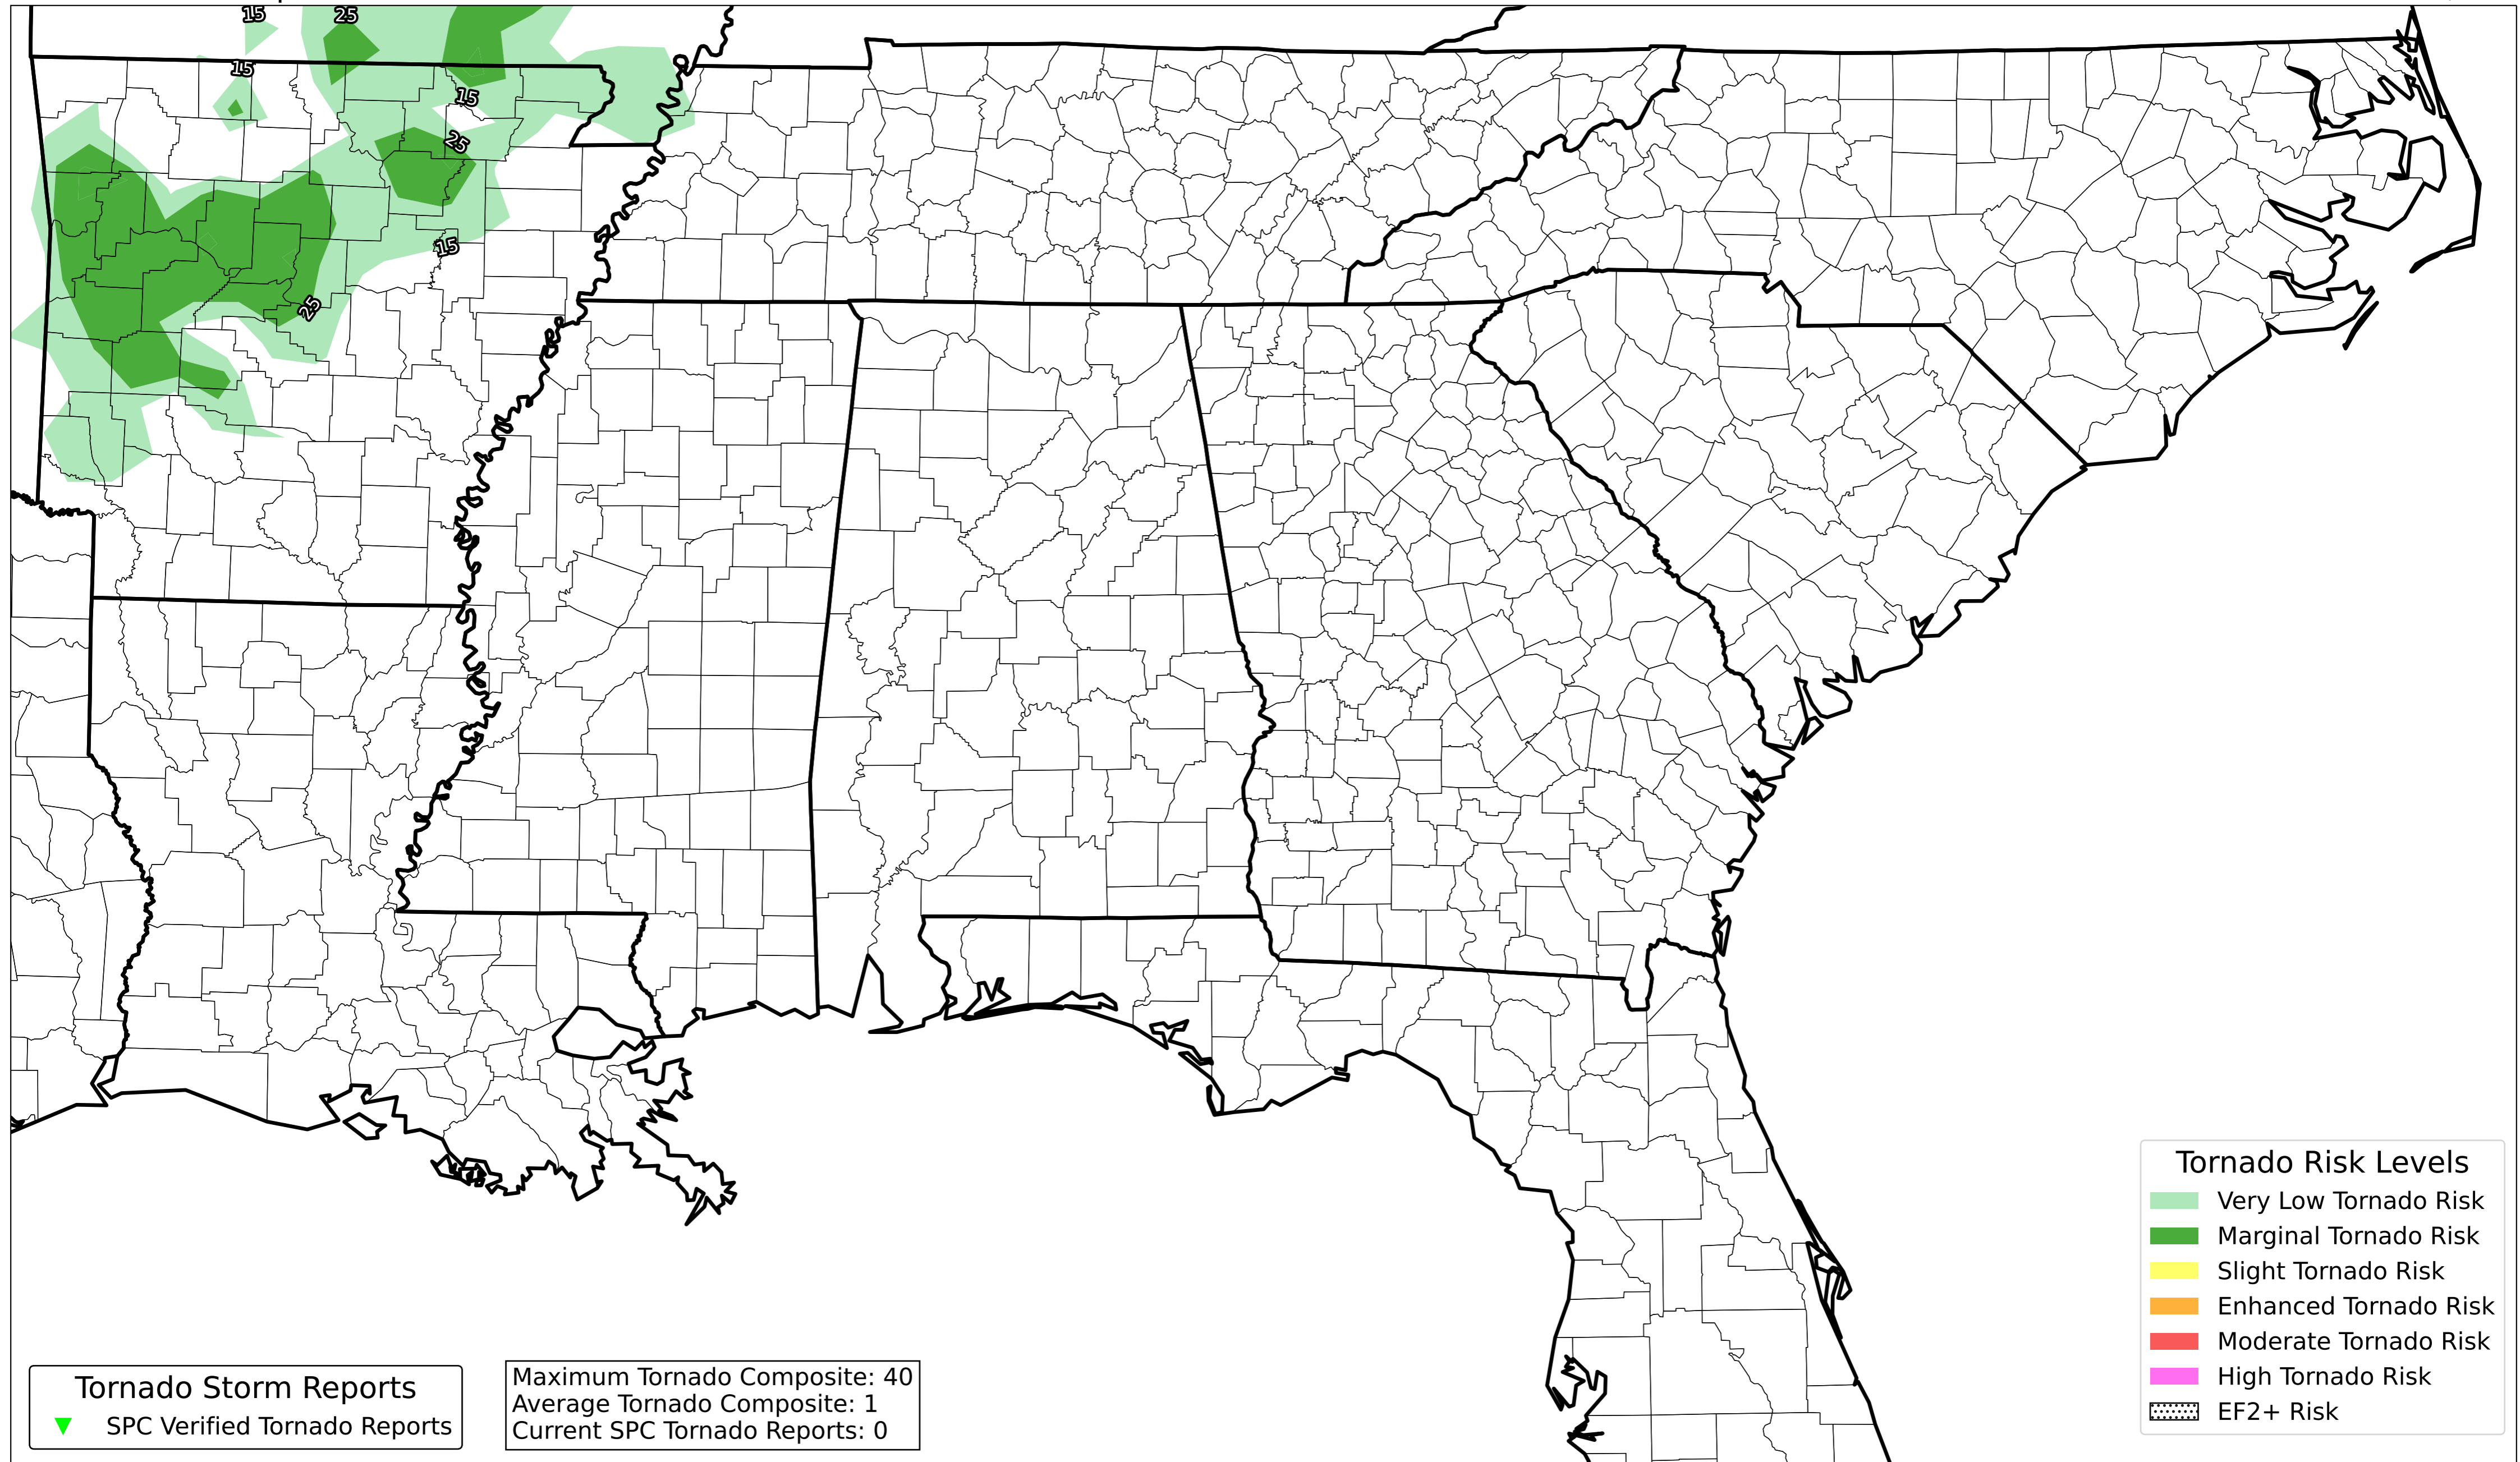 15
25
15
15
25
15
25
Tornado Risk Levels
Very Low Tornado Risk
Marginal Tornado Risk
Slight Tornado Risk
Enhanced Tornado Risk
Moderate Tornado Risk
High Tornado Risk
EF2+ Risk
Tornado Storm Reports
SPC Verified Tornado Reports
Maximum Tornado Composite: 40
Average Tornado Composite: 1
Current SPC Tornado Reports: 0